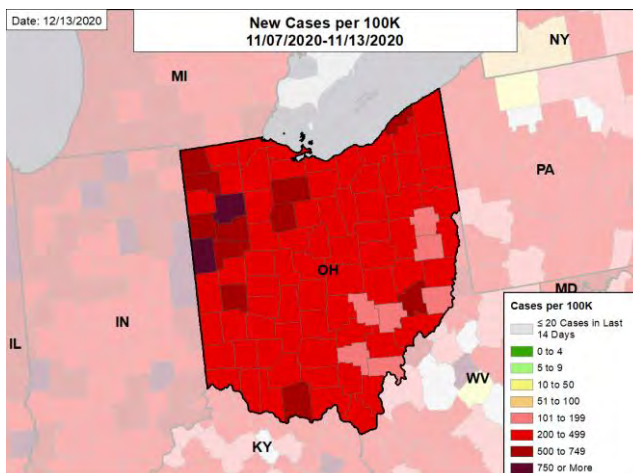 Date: 12/13/2020
New Cases per 100K
11/07/2020-11/13/2020
NY
MI
PA
OH
MD
IN
IL
WV
KY
Cases per 100K
≤ 20 Cases in Last
14 Days
0 to 4
5 to 9
10 to 50
51 to 100
101 to 199
200 to 499
500 to 749
750 or More